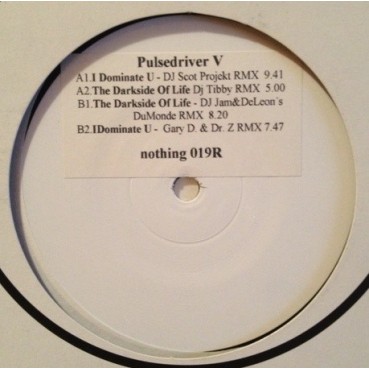 Pulsedriver V
A1.I Dominate U - DJ Scot Projekt RMX 9.41
A2.The Darkside Of Life Dj Tibby RMX 5.00
B1.The Darkside Of Life - DJ Jam&DeLeon´s
DuMonde RMX 8.20
B2.IDominate U - Gary D. & Dr. Z RMX 7.47
nothing 019R